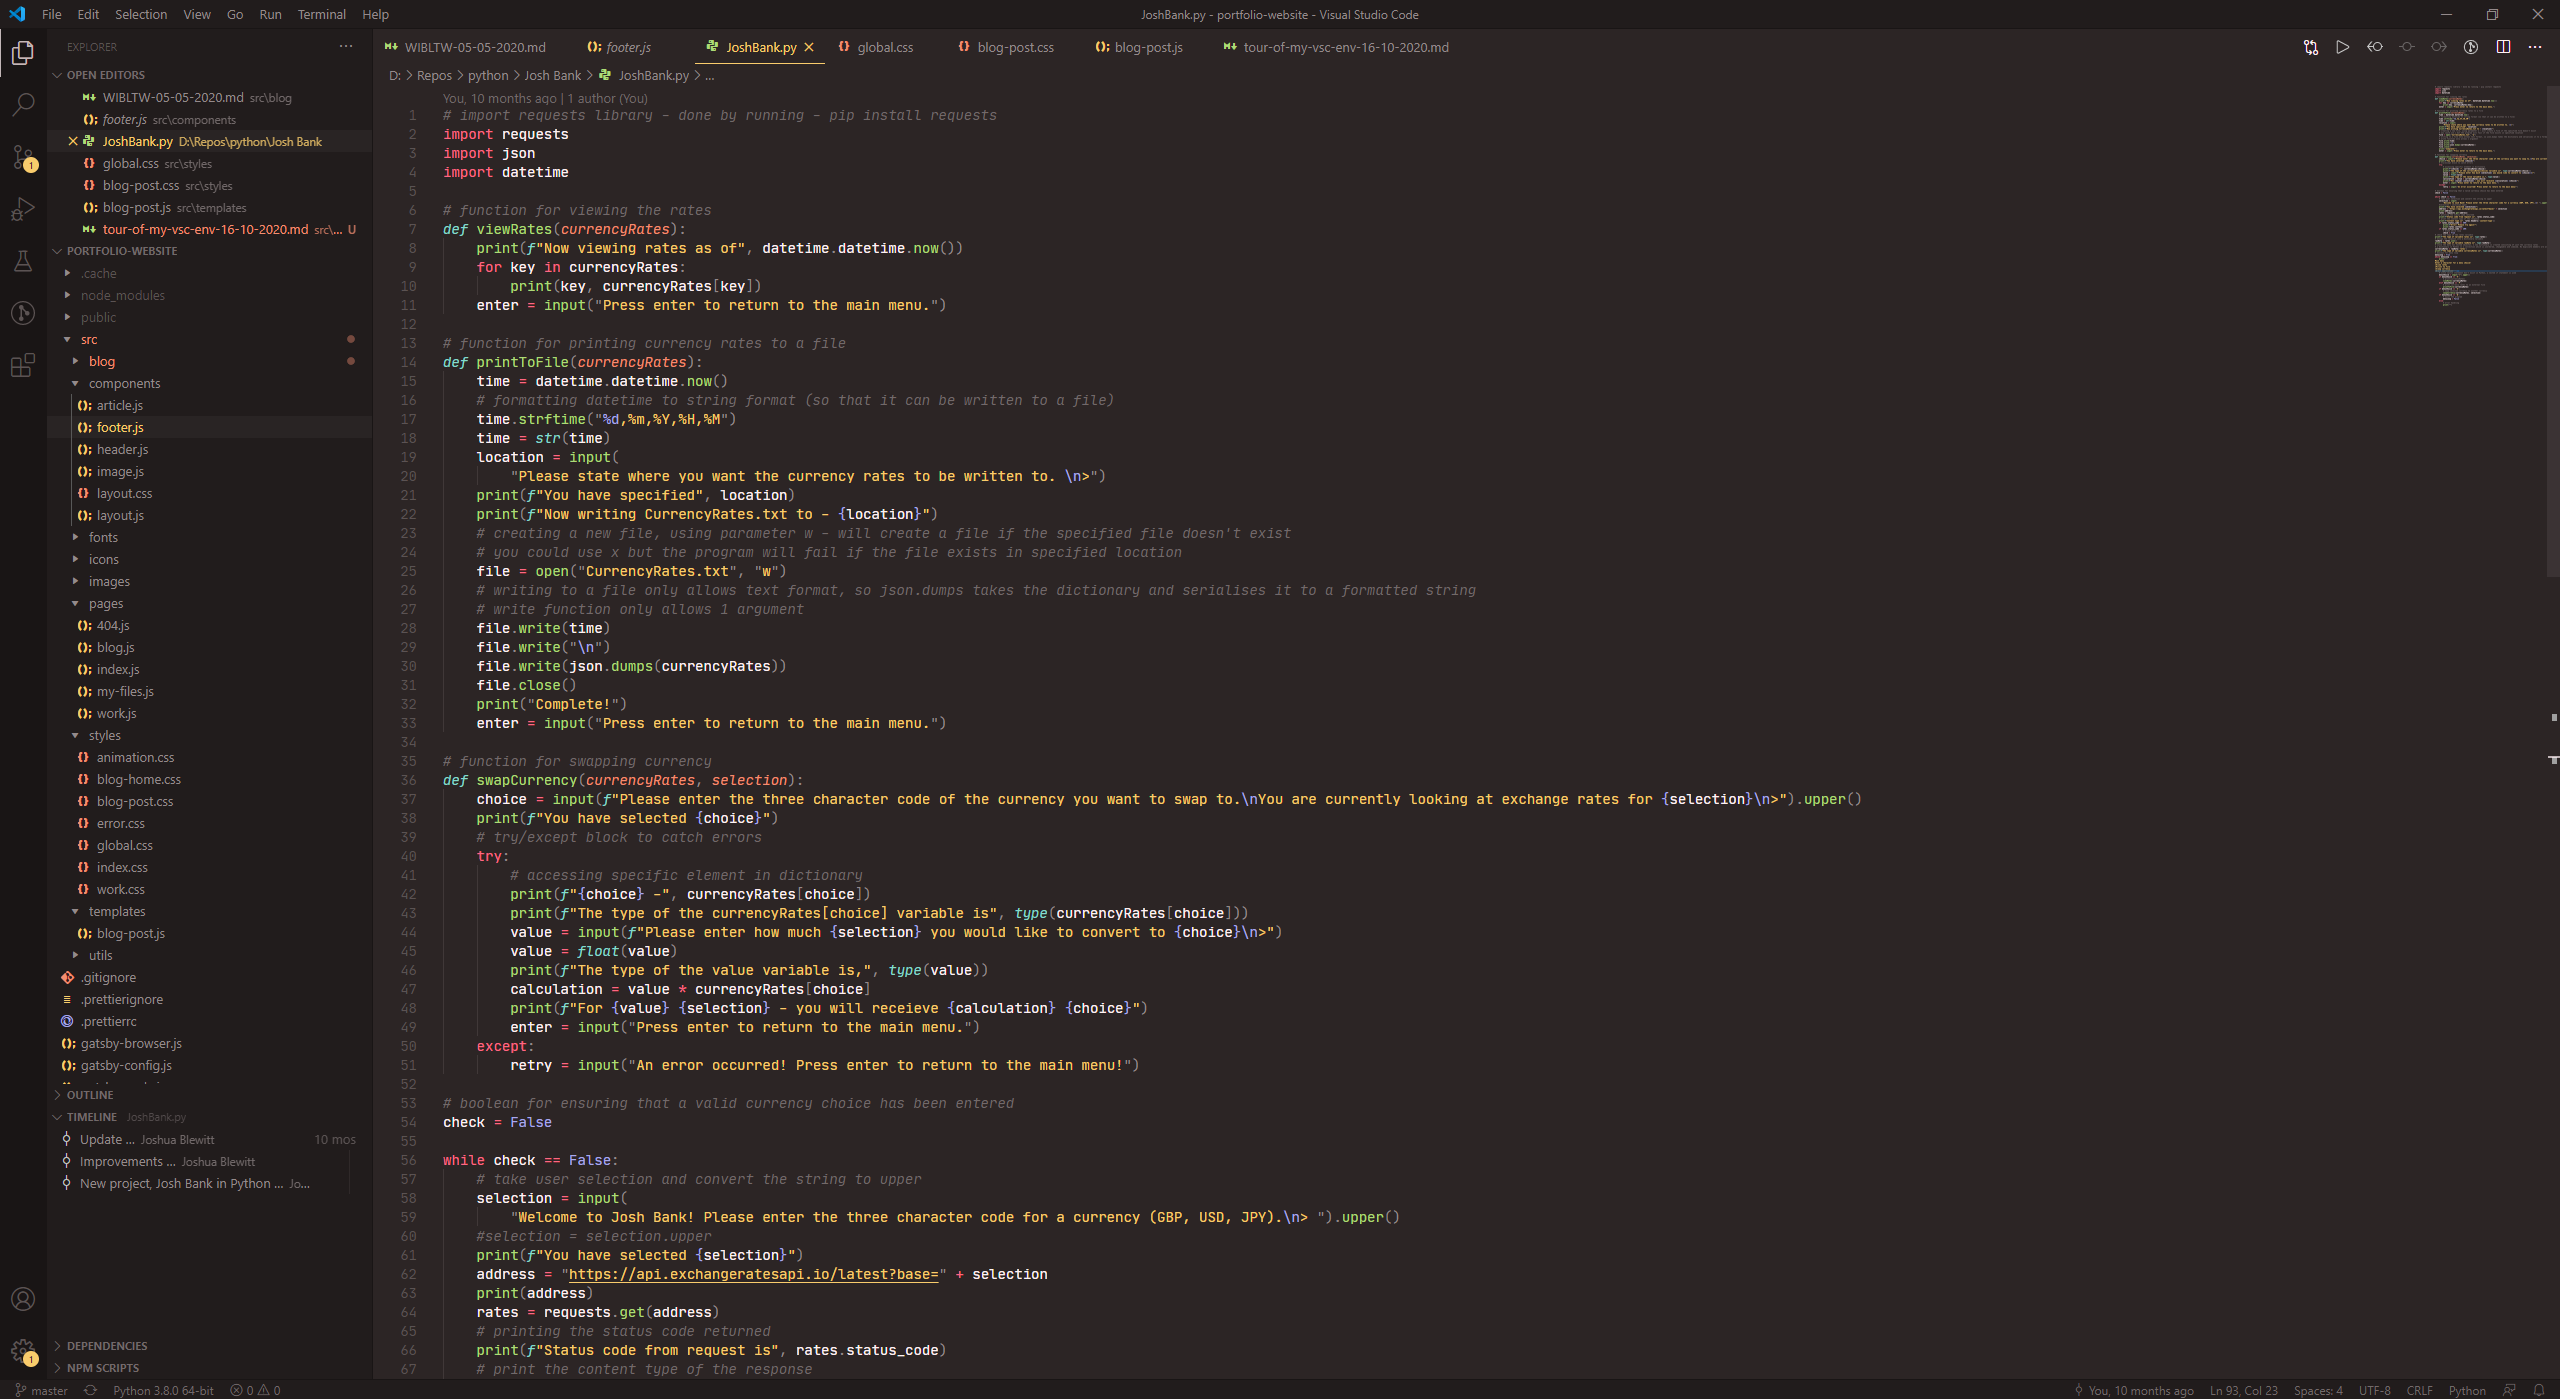 File Edit Selection View Go Run Terminal Help
JoshBank.py - portfolio-website - Visual Studio Code
EXPLORER
OPEN EDITORS
WIBLTW-05-05-2020.md src\blog
footer.js src\components
JoshBank.py D:\Repos\python\Josh Bank
global.css src\styles
blog-post.css src\styles
blog-post.js src\templates
tour-of-my-vsc-env-16-10-2020.md src\... U
PORTFOLIO-WEBSITE
.cache
node_modules
public
src
blog
components
article.js
footer.js
header.js
image.js
layout.css
layout.js
fonts
icons
images
pages
404.js
blog.js
index.js
my-files.js
work.js
styles
animation.css
blog-home.css
blog-post.css
error.css
global.css
index.css
work.css
templates
blog-post.js
utils
.gitignore
.prettierignore
.prettierrc
gatsby-browser.js
gatsby-config.js
OUTLINE
TIMELINE JoshBank.py
Update ... Joshua Blewitt 10 mos
Improvements ... Joshua Blewitt
New project, Josh Bank in Python ... Jo...
DEPENDENCIES
NPM SCRIPTS
WIBLTW-05-05-2020.md footer.js JoshBank.py global.css blog-post.css blog-post.js tour-of-my-vsc-env-16-10-2020.md
D: > Repos > python > Josh Bank > JoshBank.py > ...
You, 10 months ago | 1 author (You)
1 # import requests library - done by running - pip install requests
2 import requests
3 import json
4 import datetime
5
6 # function for viewing the rates
7 def viewRates(currencyRates):
8 print(f"Now viewing rates as of", datetime.datetime.now())
9 for key in currencyRates:
10 print(key, currencyRates[key])
11 enter = input("Press enter to return to the main menu.")
12
13 # function for printing currency rates to a file
14 def printToFile(currencyRates):
15 time = datetime.datetime.now()
16 # formatting datetime to string format (so that it can be written to a file)
17 time.strftime("%d,%m,%Y,%H,%M")
18 time = str(time)
19 location = input(
20 "Please state where you want the currency rates to be written to. \n>")
21 print(f"You have specified", location)
22 print(f"Now writing CurrencyRates.txt to - {location}")
23 # creating a new file, using parameter w - will create a file if the specified file doesn't exist
24 # you could use x but the program will fail if the file exists in specified location
25 file = open("CurrencyRates.txt", "w")
26 # writing to a file only allows text format, so json.dumps takes the dictionary and serialises it to a formatted string
27 # write function only allows 1 argument
28 file.write(time)
29 file.write("\n")
30 file.write(json.dumps(currencyRates))
31 file.close()
32 print("Complete!")
33 enter = input("Press enter to return to the main menu.")
34
35 # function for swapping currency
36 def swapCurrency(currencyRates, selection):
37 choice = input(f"Please enter the three character code of the currency you want to swap to.\nYou are currently looking at exchange rates for {selection}\n>").upper()
38 print(f"You have selected {choice}")
39 # try/except block to catch errors
40 try:
41 # accessing specific element in dictionary
42 print(f"{choice} -", currencyRates[choice])
43 print(f"The type of the currencyRates[choice] variable is", type(currencyRates[choice]))
44 value = input(f"Please enter how much {selection} you would like to convert to {choice}\n>")
45 value = float(value)
46 print(f"The type of the value variable is,", type(value))
47 calculation = value * currencyRates[choice]
48 print(f"For {value} {selection} - you will receieve {calculation} {choice}")
49 enter = input("Press enter to return to the main menu.")
50 except:
51 retry = input("An error occurred! Press enter to return to the main menu!")
52
53 # boolean for ensuring that a valid currency choice has been entered
54 check = False
55
56 while check == False:
57 # take user selection and convert the string to upper
58 selection = input(
59 "Welcome to Josh Bank! Please enter the three character code for a currency (GBP, USD, JPY).\n> ").upper()
60 #selection = selection.upper
61 print(f"You have selected {selection}")
62 address = "https://api.exchangeratesapi.io/latest?base=" + selection
63 print(address)
64 rates = requests.get(address)
65 # printing the status code returned
66 print(f"Status code from request is", rates.status_code)
67 # print the content type of the response
master Python 3.8.0 64-bit 0 0
You, 10 months ago Ln 93, Col 23 Spaces: 4 UTF-8 CRLF Python